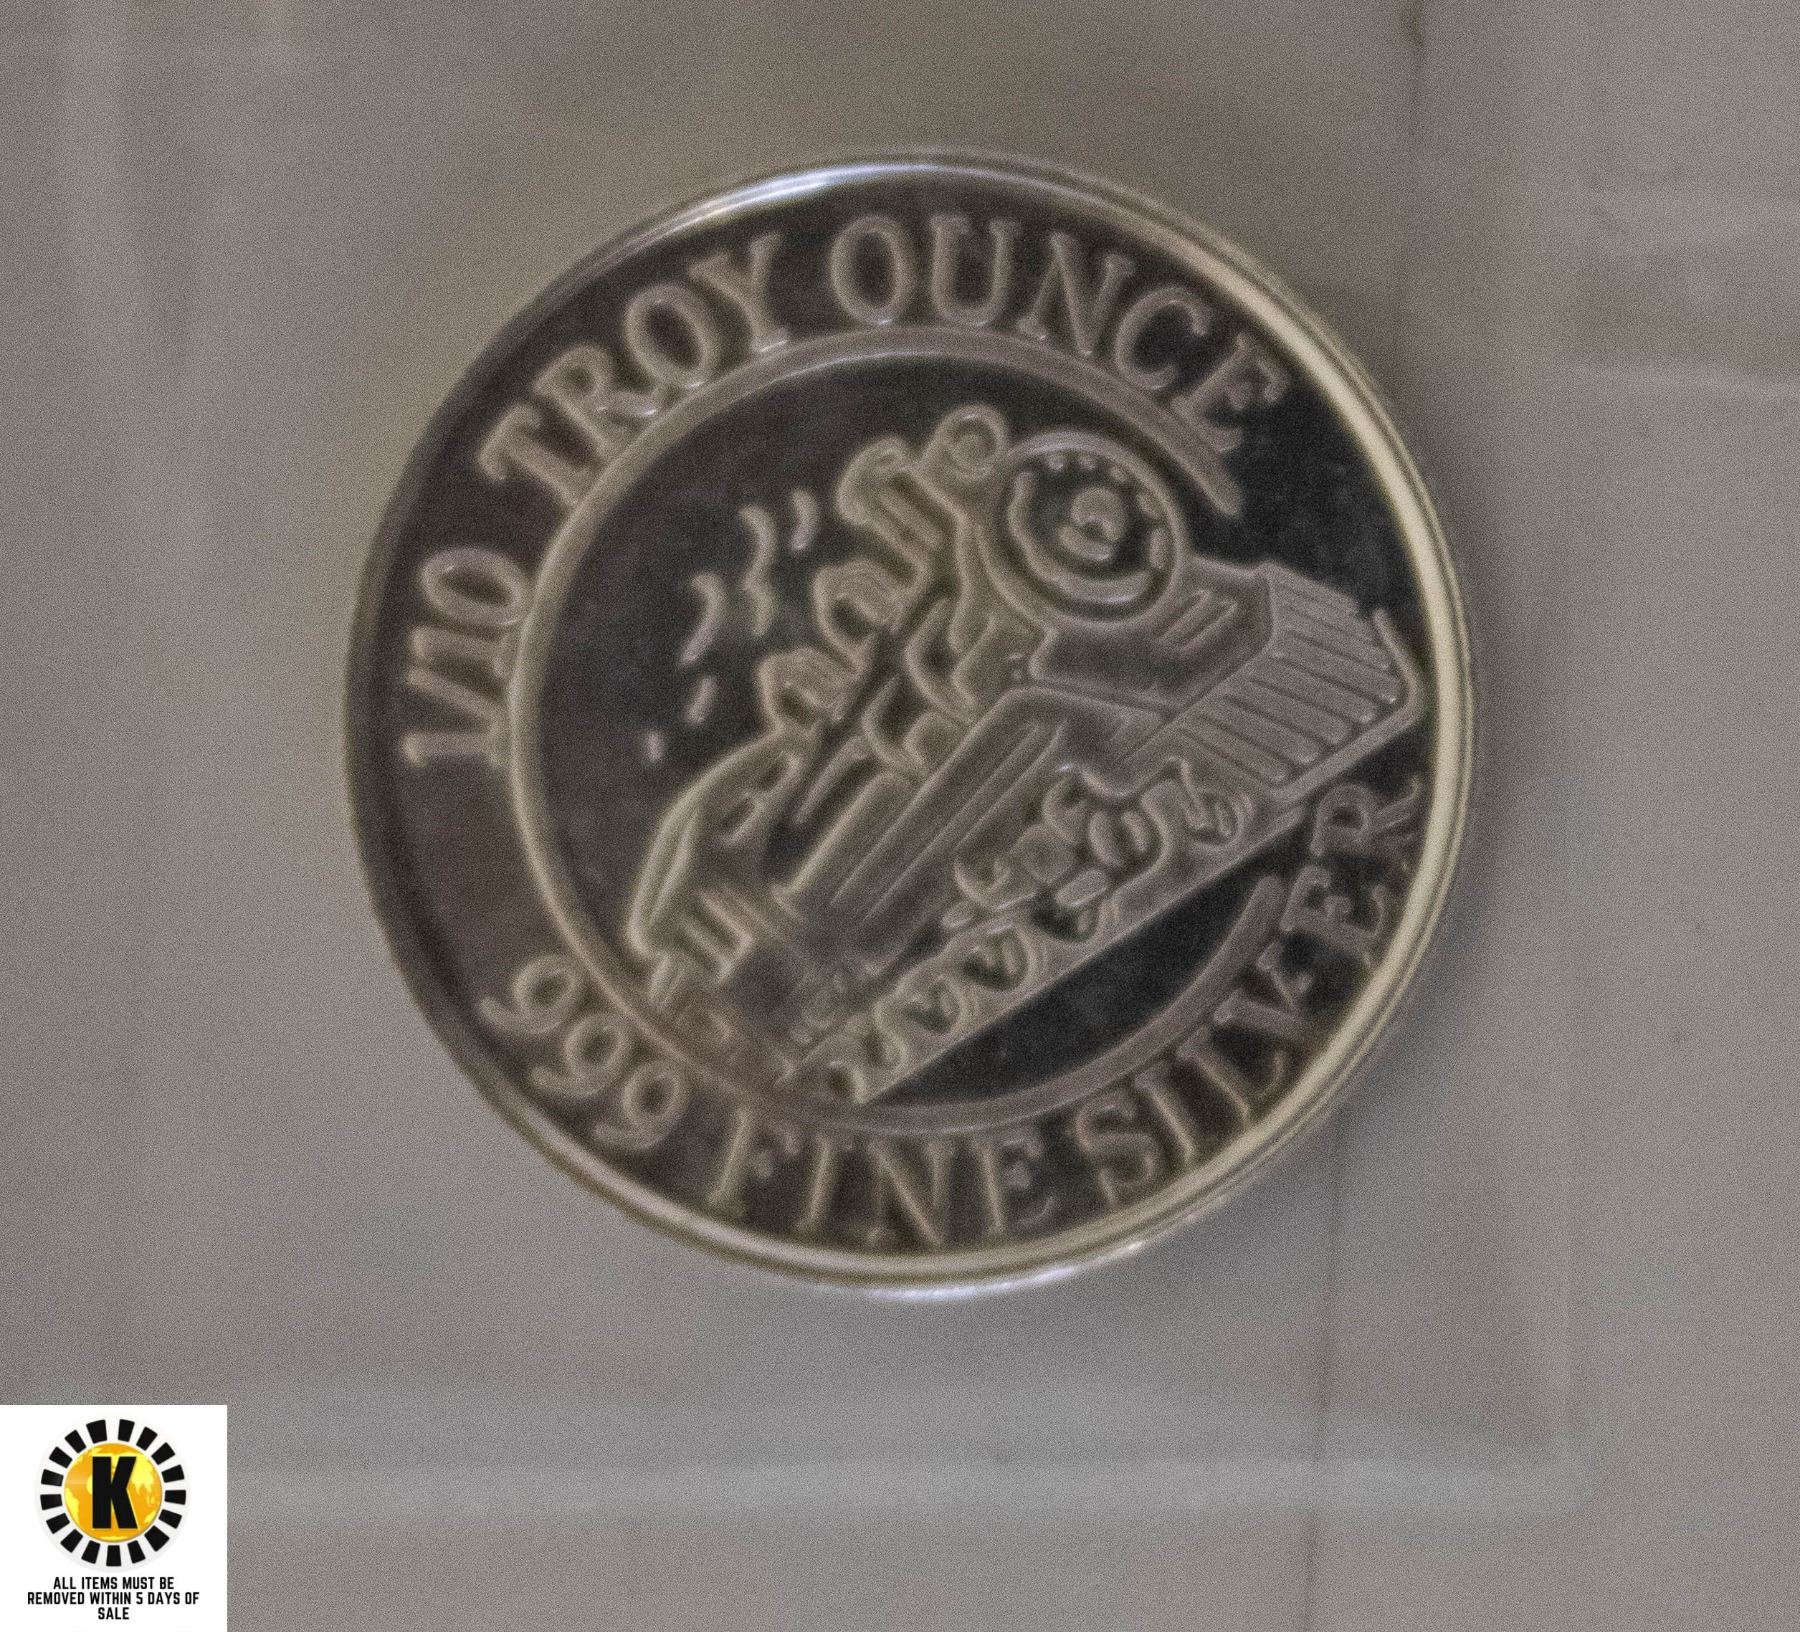 1/10 TROY OUNCE
999 FINE SILVER
K
ALL ITEMS MUST BE
REMOVED WITHIN 5 DAYS OF
SALE